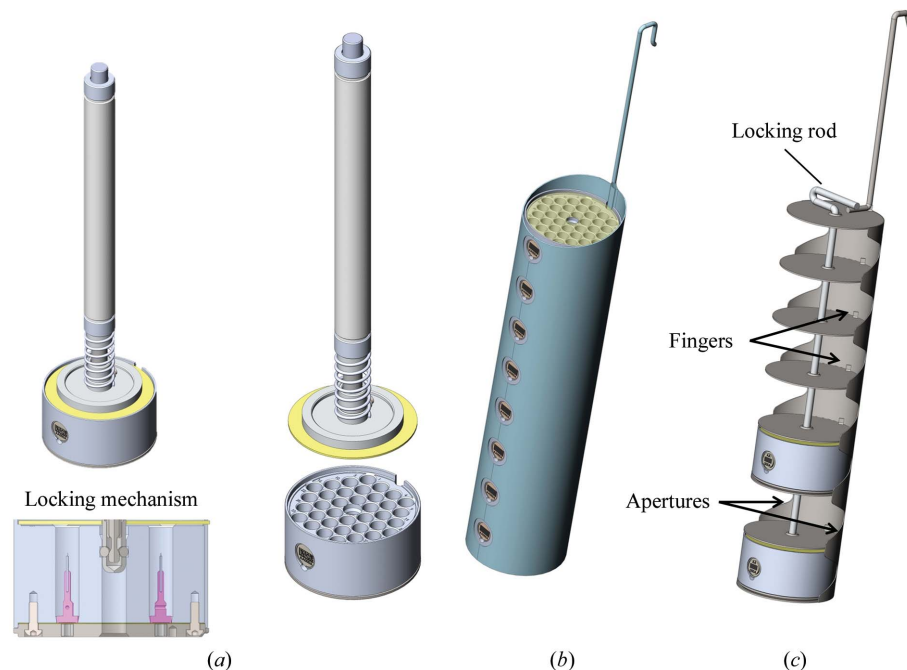 Locking rod
Fingers
Locking mechanism
Apertures
(a)
(b)
(c)